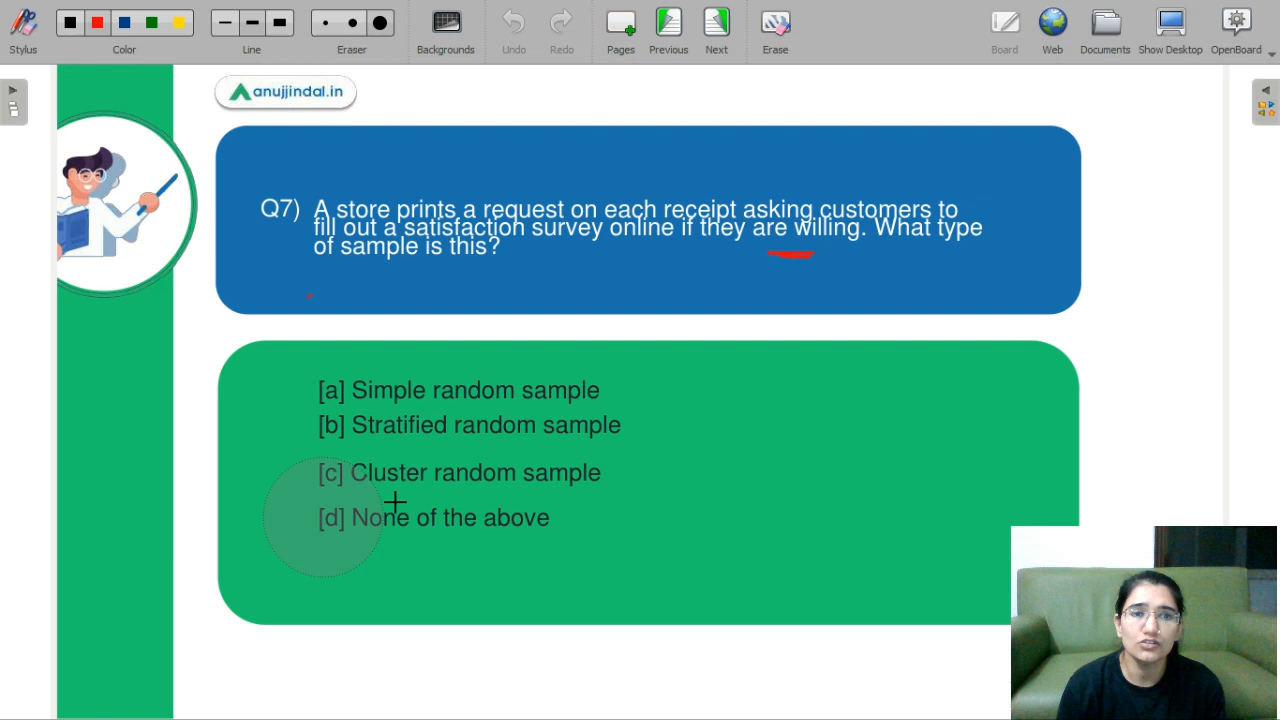 Stylus
Color
Line
Eraser
Backgrounds
Undo
Redo
Pages
Previous
Next
Erase
Board
Web
Documents
Show Desktop
OpenBoard
anujjindal.in
Q7) A store prints a request on each receipt asking customers to
fill out a satisfaction survey online if they are willing. What type
of sample is this?
[a] Simple random sample
[b] Stratified random sample
[c] Cluster random sample
[d] None of the above